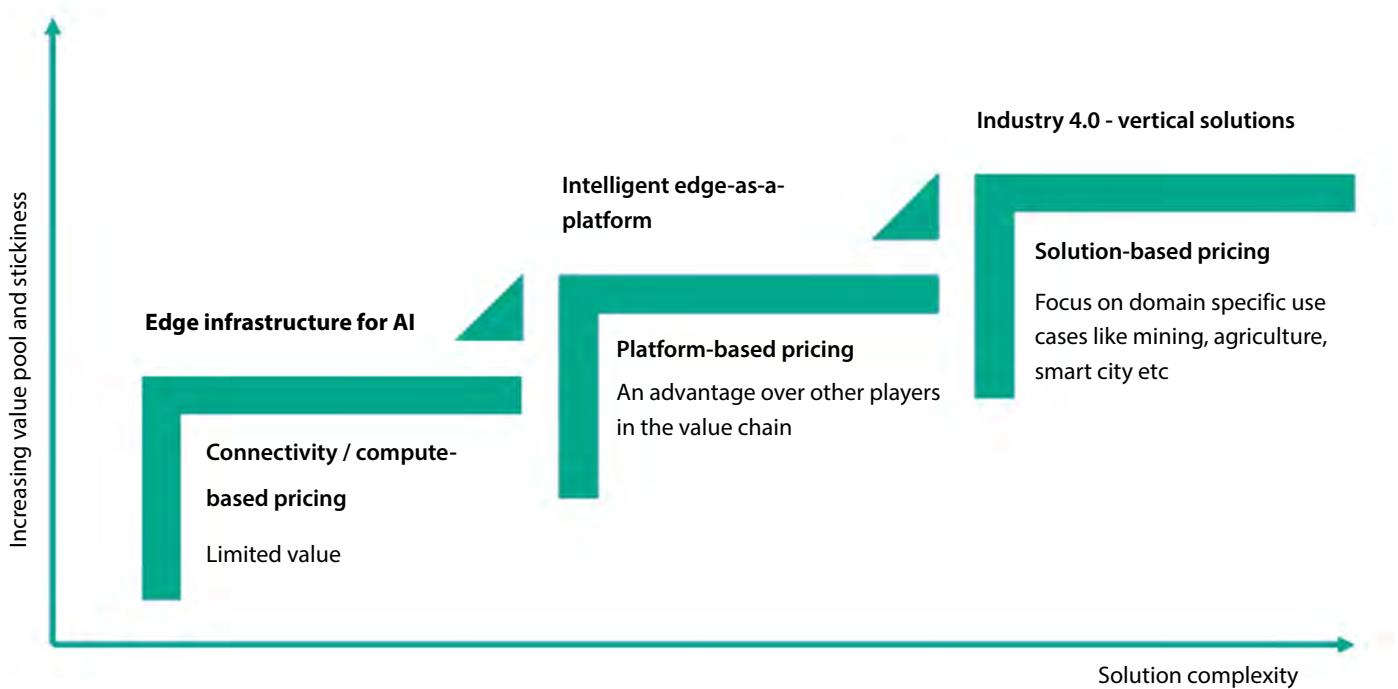 Increasing value pool and stickiness
Edge infrastructure for AI
Connectivity / compute-
based pricing
Limited value
Intelligent edge-as-a-
platform
Platform-based pricing
An advantage over other players
in the value chain
Industry 4.0 - vertical solutions
Solution-based pricing
Focus on domain specific use
cases like mining, agriculture,
smart city etc
Solution complexity